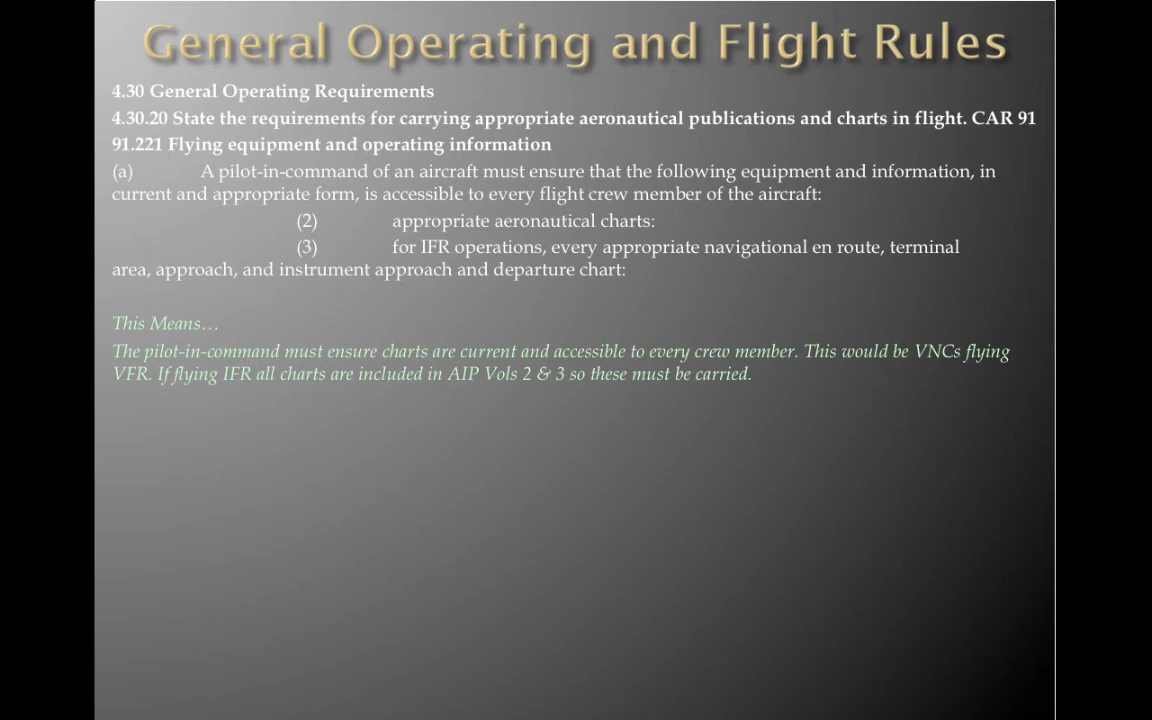 General Operating and Flight Rules
4.30 General Operating Requirements
4.30.20 State the requirements for carrying appropriate aeronautical publications and charts in flight. CAR 91
91.221 Flying equipment and operating information
(a) A pilot-in-command of an aircraft must ensure that the following equipment and information, in
current and appropriate form, is accessible to every flight crew member of the aircraft:
(2) appropriate aeronautical charts:
(3) for IFR operations, every appropriate navigational en route, terminal
area, approach, and instrument approach and departure chart:
This Means…
The pilot-in-command must ensure charts are current and accessible to every crew member. This would be VNCs flying
VFR. If flying IFR all charts are included in AIP Vols 2 & 3 so these must be carried.